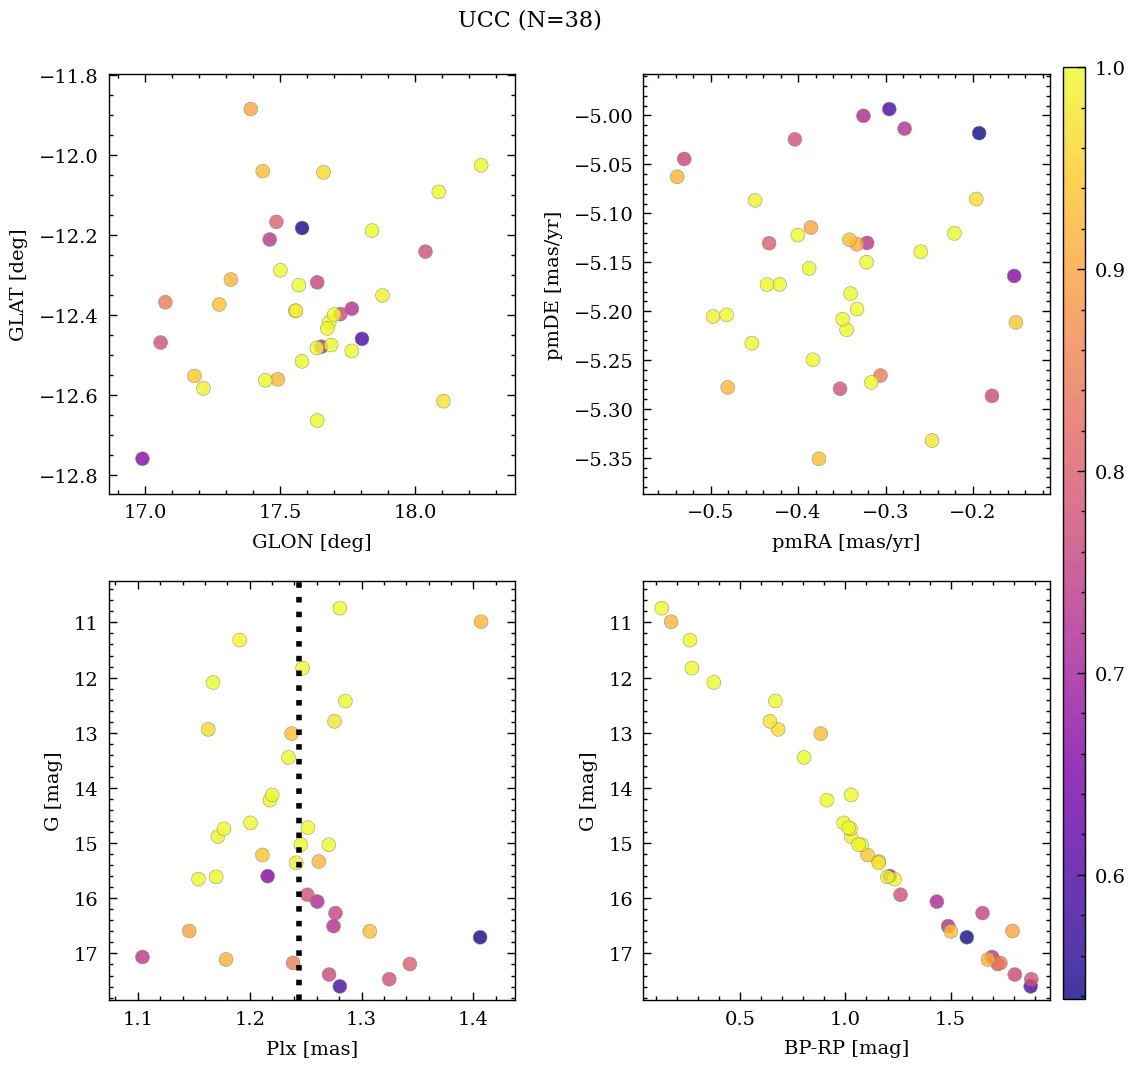 UCC (N=38)
−11.8
−12.0
−12.2
−12.4
−12.6
−12.8
GLAT [deg]
17.0 17.5 18.0
GLON [deg]
−5.00
−5.05
−5.10
−5.15
−5.20
−5.25
−5.30
−5.35
pmDE [mas/yr]
−0.5 −0.4 −0.3 −0.2
pmRA [mas/yr]
1.0
0.9
0.8
0.7
0.6
11
12
13
14
15
16
17
G [mag]
1.1 1.2 1.3 1.4
Plx [mas]
11
12
13
14
15
16
17
G [mag]
0.5 1.0 1.5
BP-RP [mag]